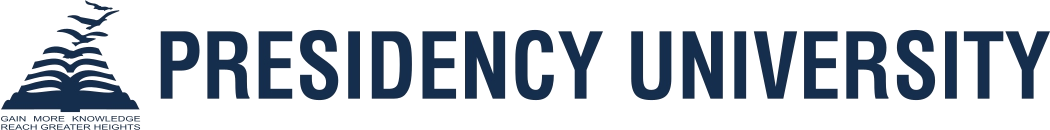 PRESIDENCY UNIVERSITY
GAIN MORE KNOWLEDGE
REACH GREATER HEIGHTS